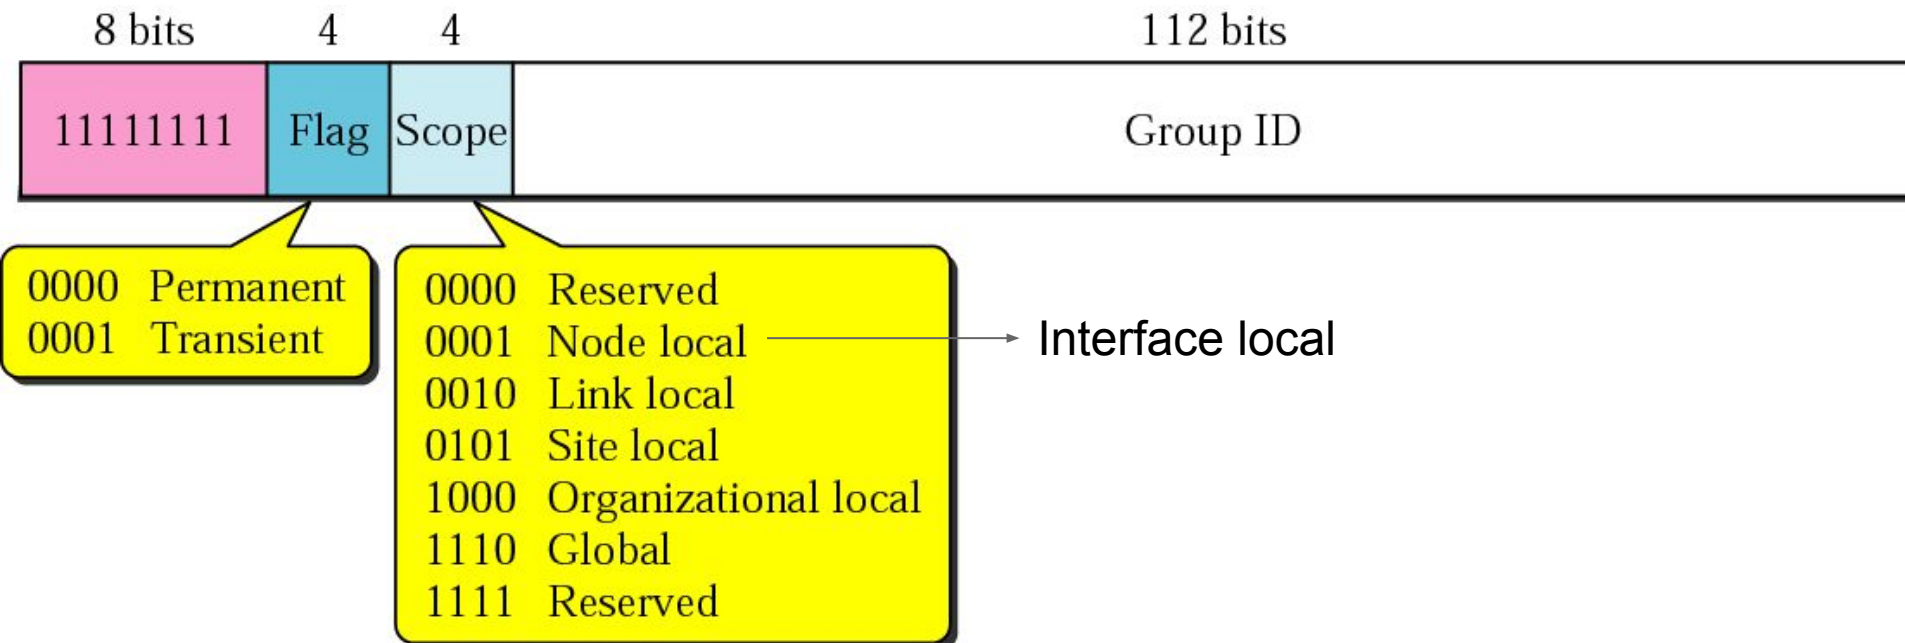 8 bits 4 4 112 bits
11111111 Flag Scope Group ID
0000 Permanent
0001 Transient
0000 Reserved
0001 Node local Interface local
0010 Link local
0101 Site local
1000 Organizational local
1110 Global
1111 Reserved